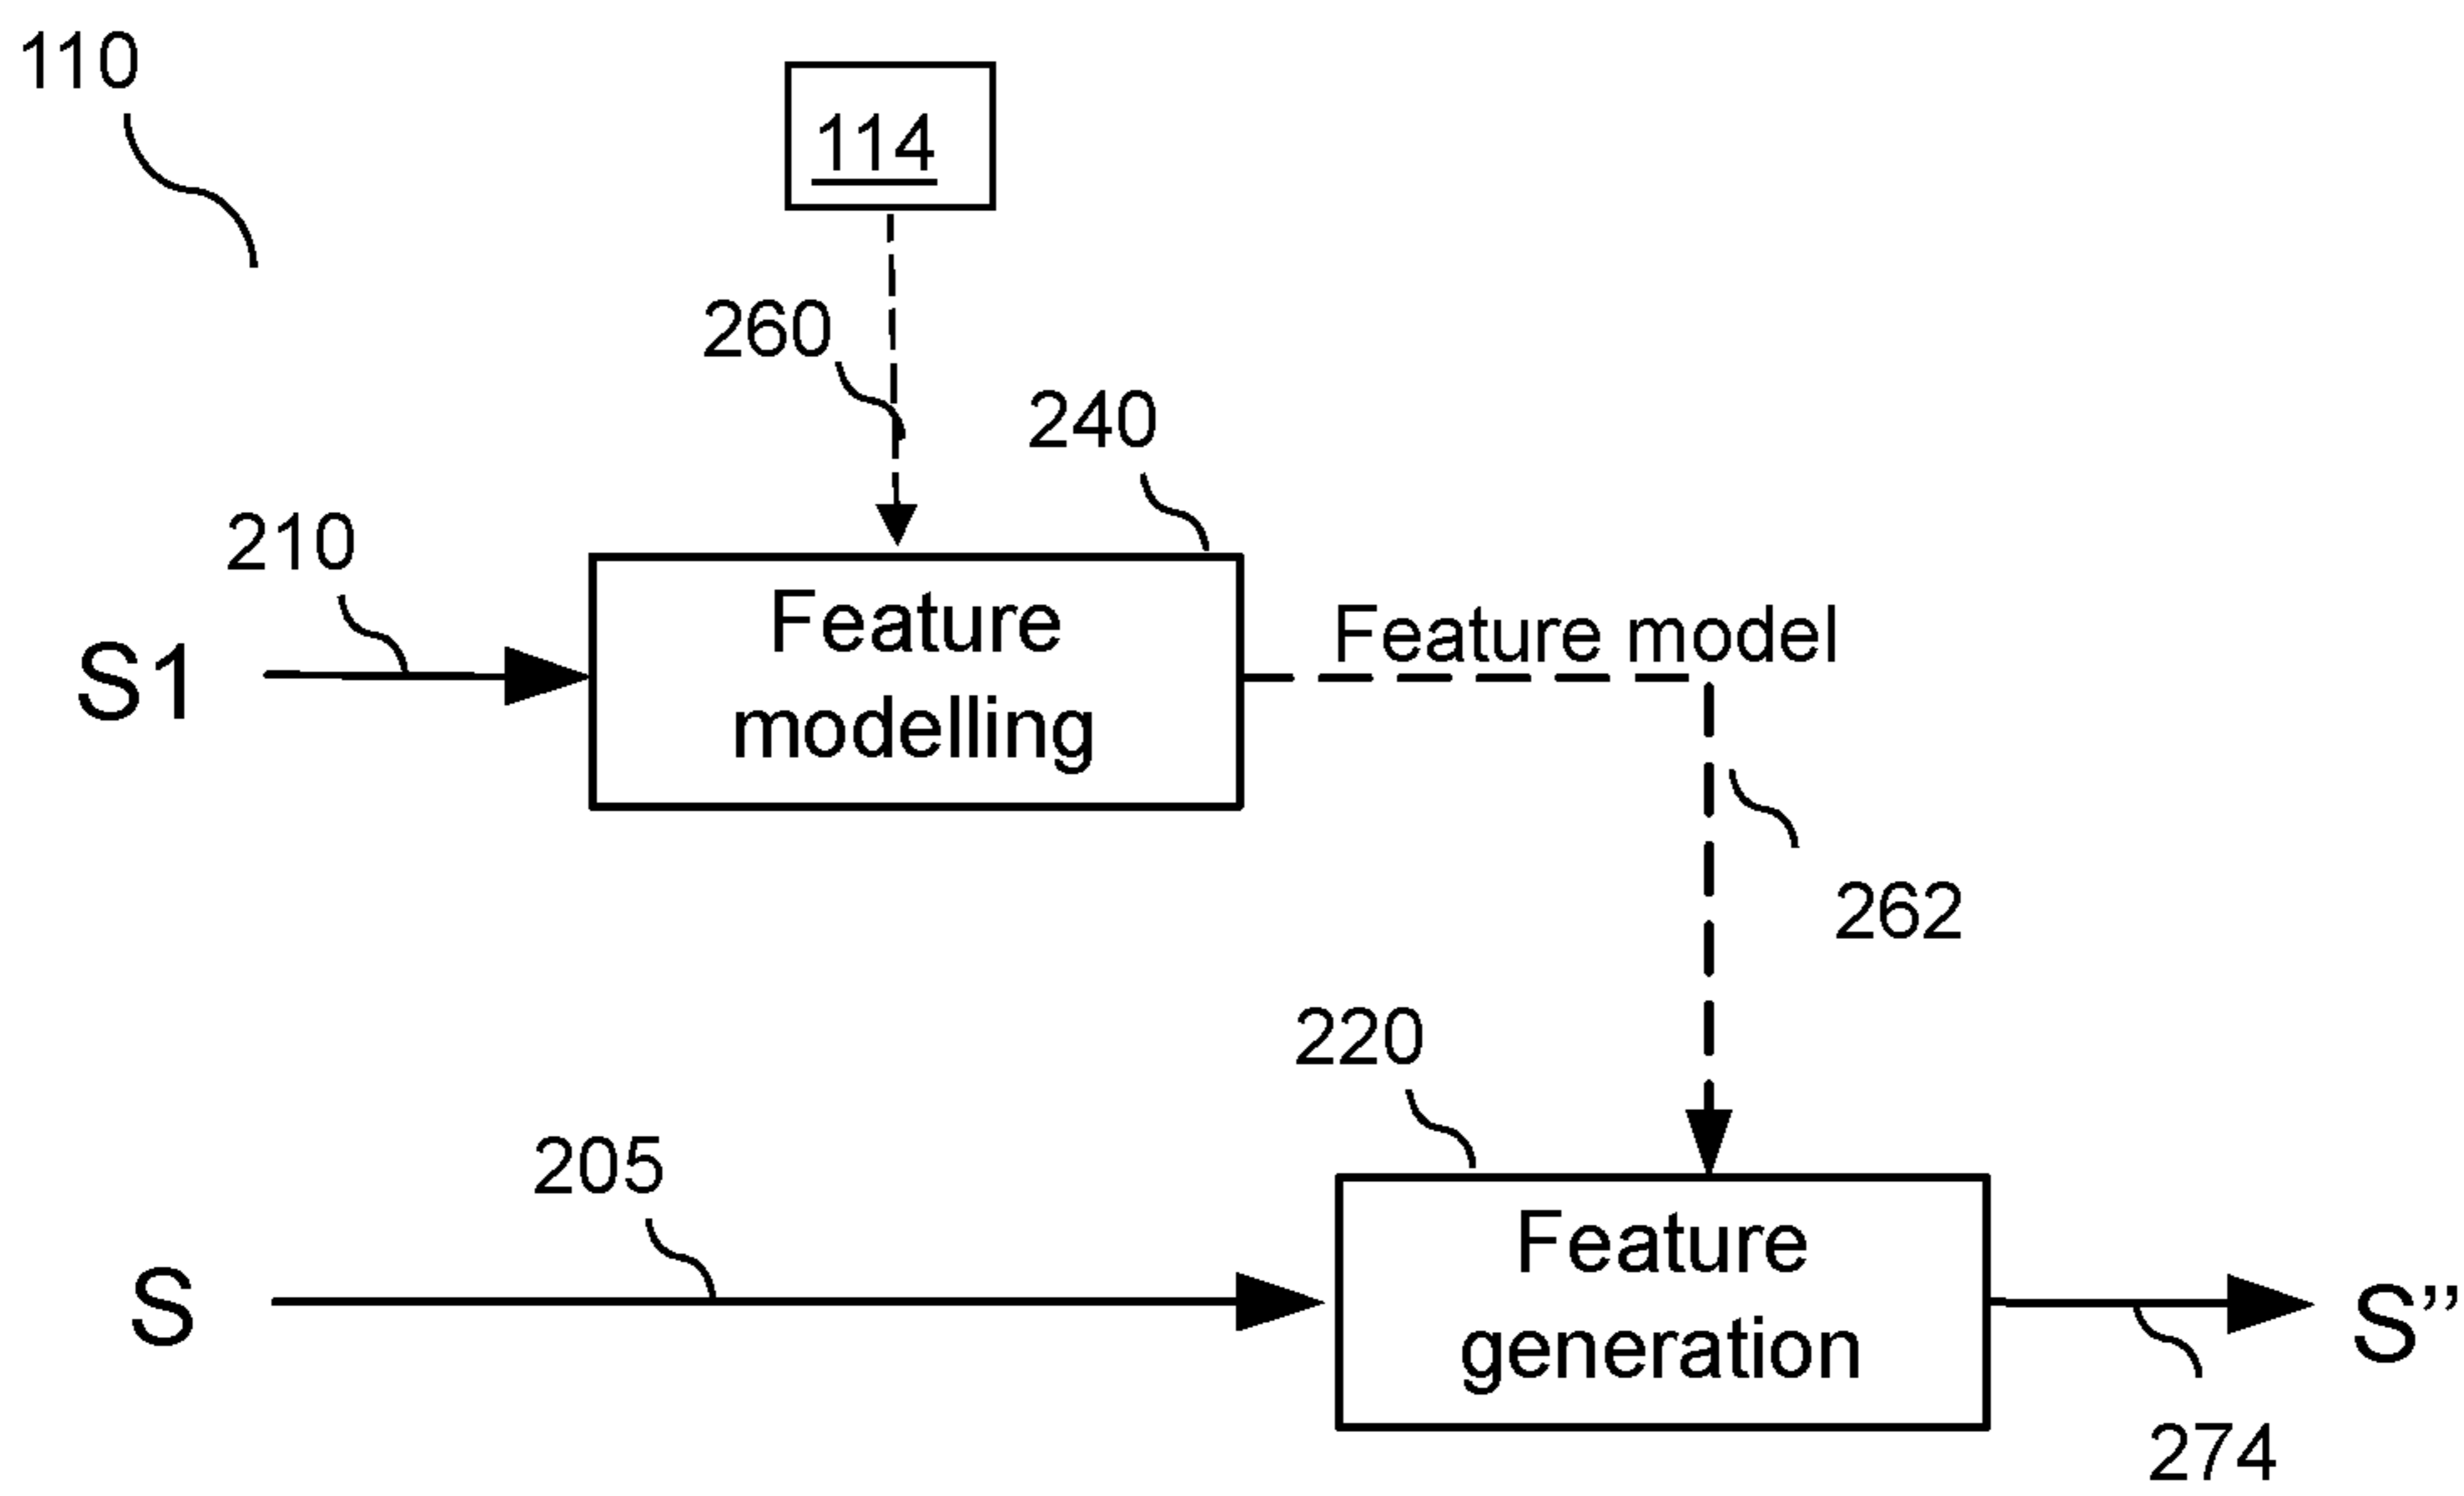 110
114
260
240
210
S1
Feature
modelling
Feature model
262
220
205
S
Feature
generation
S”
274